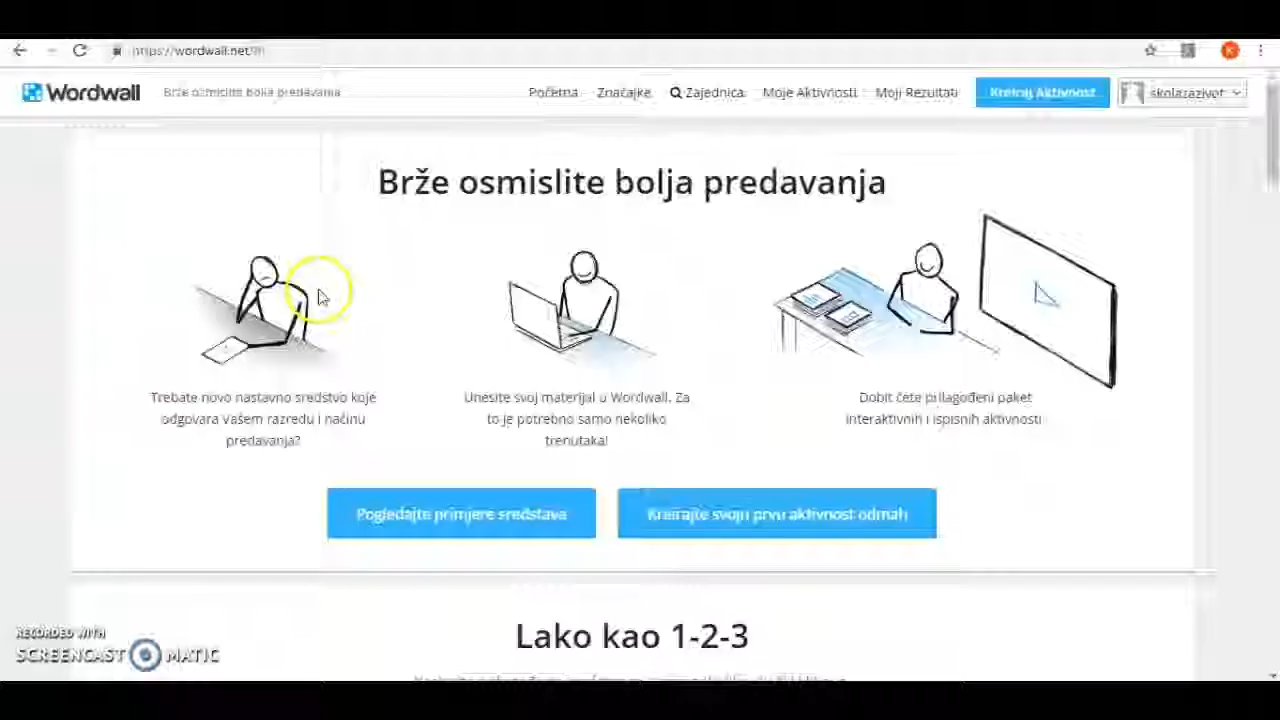 https://wordwall.net/hr
Wordwall Brže osmislite bolja predavanja Početna Značajke Zajednica Moje Aktivnosti Moji Rezultati Kreiraj Aktivnost skolazazivot
Brže osmislite bolja predavanja
Trebate novo nastavno sredstvo koje
odgovara Vašem razredu i načinu
predavanja?
Unesite svoj materijal u Wordwall. Za
to je potrebno samo nekoliko
trenutaka!
Dobit ćete prilagođeni paket
interaktivnih i ispisnih aktivnosti
Pogledajte primjere sredstava
Kreirajte svoju prvu aktivnost odmah
Lako kao 1-2-3
RECORDED WITH
SCREENCAST MATIC